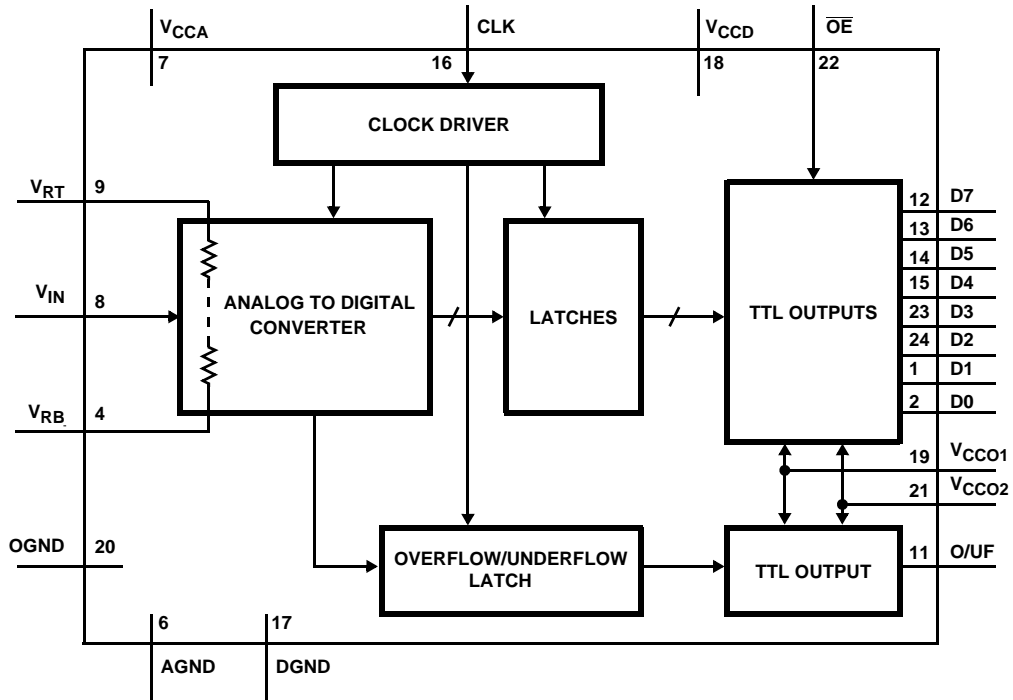 VCCA
CLK
VCCD
OE
7
16
18
22
CLOCK DRIVER
VRT
9
12 D7
13 D6
14 D5
15 D4
23 D3
24 D2
1 D1
2 D0
VIN
8
ANALOG TO DIGITAL
CONVERTER
LATCHES
TTL OUTPUTS
VRB
4
19 VCCO1
21 VCCO2
OGND
20
OVERFLOW/UNDERFLOW
LATCH
TTL OUTPUT
11 O/UF
6
17
AGND
DGND